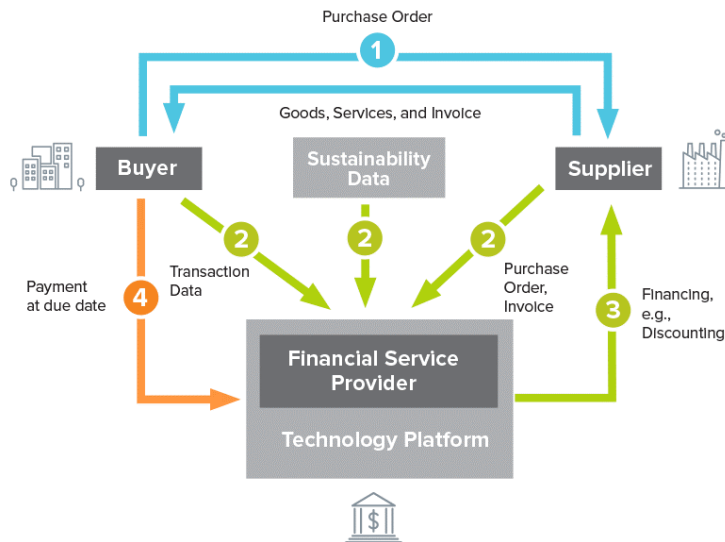 Purchase Order
1
Goods, Services, and Invoice
Buyer
Sustainability
Data
Supplier
2
2
2
Transaction
Data
Purchase
Order,
Invoice
Payment
at due date
4
3
Financing,
e.g.,
Discounting
Financial Service
Provider
Technology Platform
$